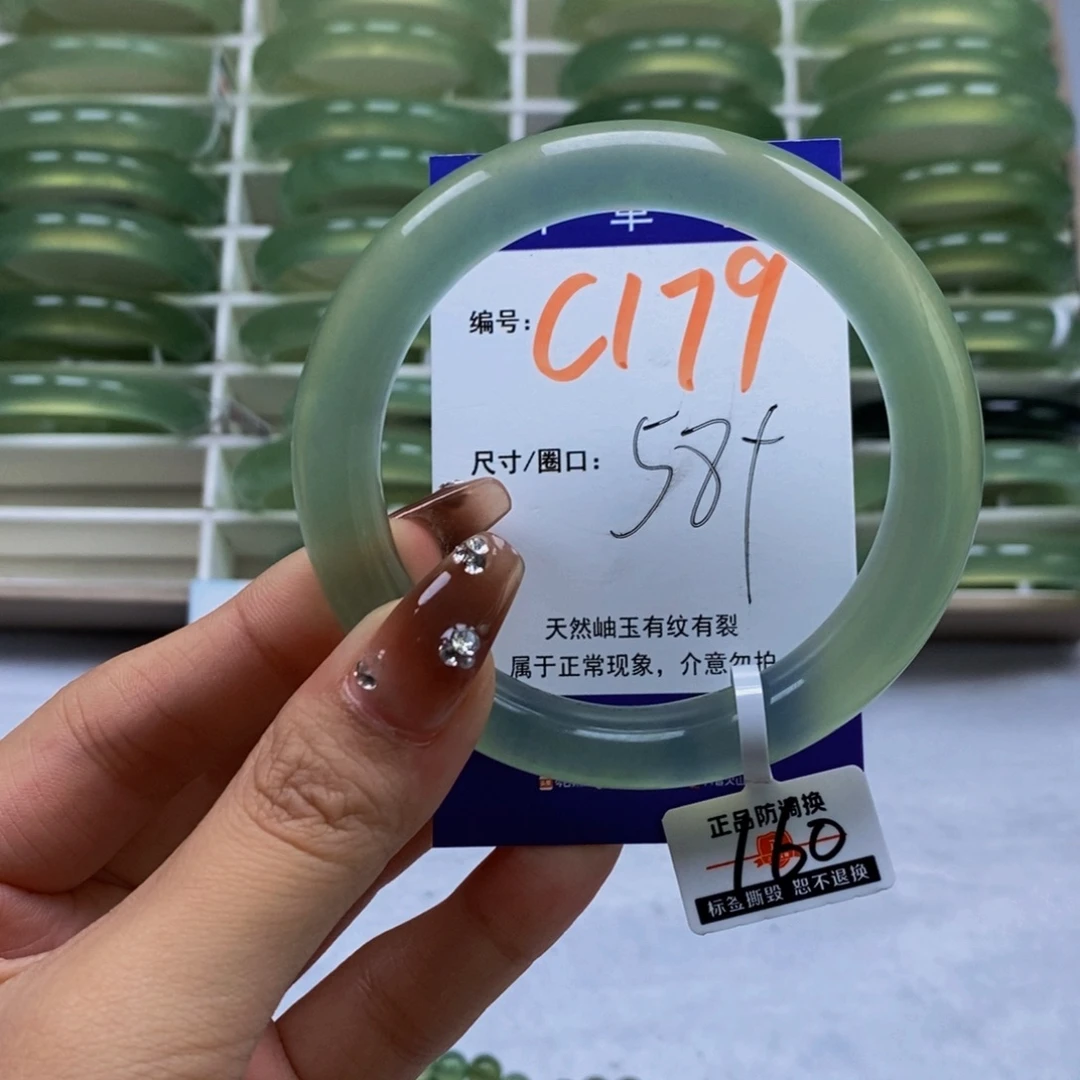 编号：C179
尺寸/圈口：58+
天然岫玉有纹有裂
属于正常现象，介意勿拍
正品防调换
160
标签撕毁 恕不退换